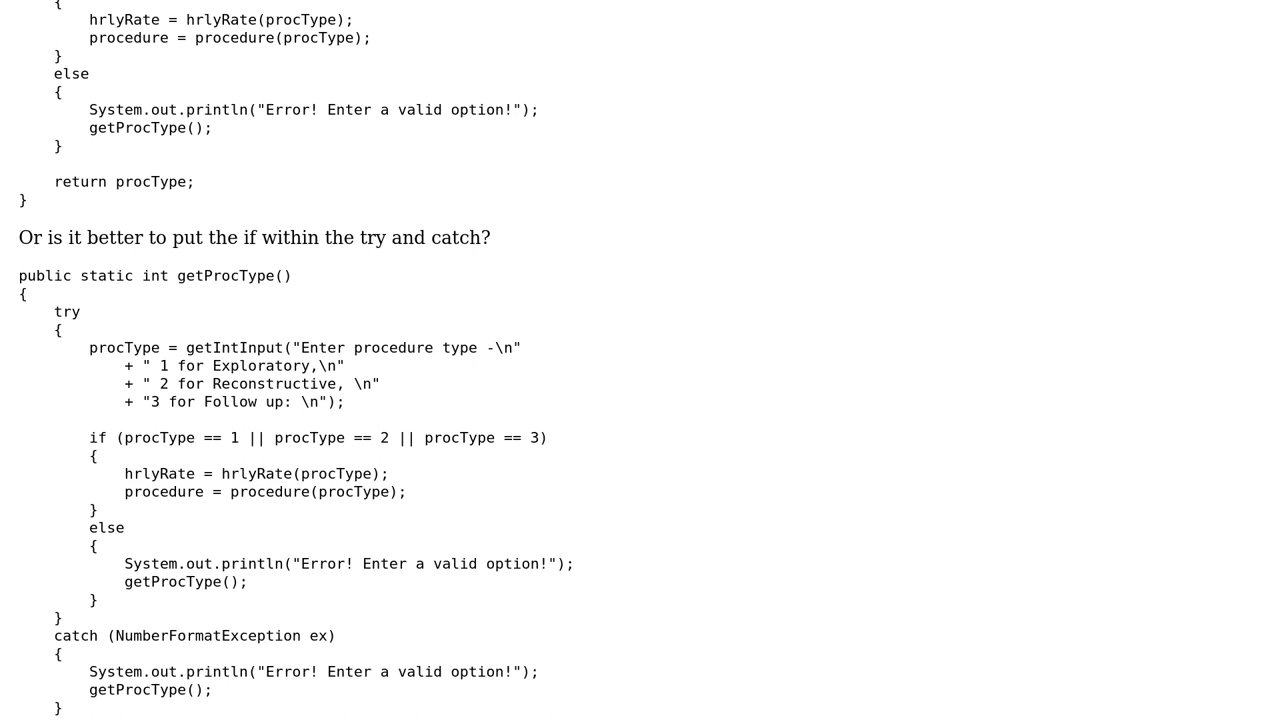 {
hrlyRate = hrlyRate(procType);
procedure = procedure(procType);
}
else
{
System.out.println("Error! Enter a valid option!");
getProcType();
}
return procType;
}
Or is it better to put the if within the try and catch?
public static int getProcType()
{
try
{
procType = getIntInput("Enter procedure type -\n"
+ " 1 for Exploratory,\n"
+ " 2 for Reconstructive, \n"
+ "3 for Follow up: \n");
if (procType == 1 || procType == 2 || procType == 3)
{
hrlyRate = hrlyRate(procType);
procedure = procedure(procType);
}
else
{
System.out.println("Error! Enter a valid option!");
getProcType();
}
}
catch (NumberFormatException ex)
{
System.out.println("Error! Enter a valid option!");
getProcType();
}